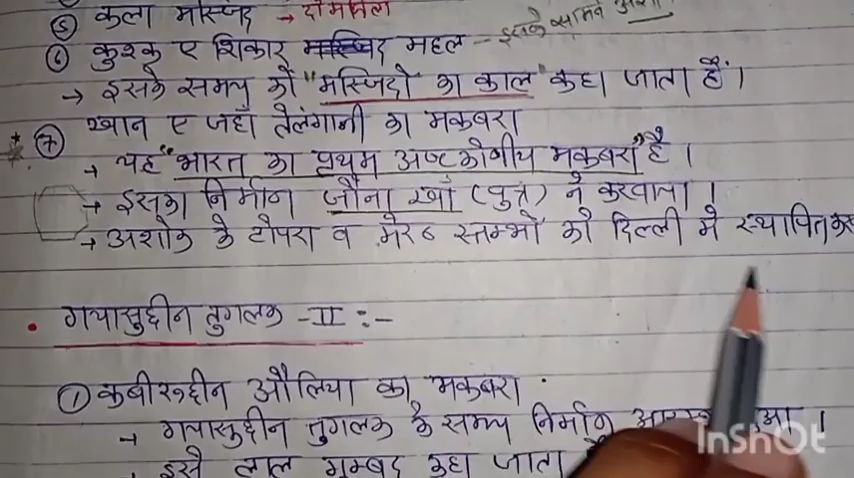 ⑤ कला मस्जिद → दोमंजिला
इसके सामने
⑥ कुश्क ए शिकार महल
→ इसके समय को "मस्जिदो का काल" कहा जाता है।
* ⑦ खान ए जहाँ तेलंगानी का मकबरा
→ यह "भारत का प्रथम अष्टकोणीय मकबरा" है।
→ इसका निर्माण जौना खाँ (पुत्र) ने करवाया।
→ अशोक के टोपरा व मेरठ स्तम्भों को दिल्ली में स्थापित
• गयासुद्दीन तुगलक -II :-
① कबीरुद्दीन औलिया का मकबरा
→ गयासुद्दीन तुगलक के समय निर्माण
→ इसे लाल गुम्बद कहा जाता
InShOt